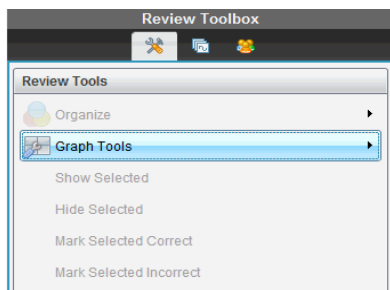 Review Toolbox
Review Tools
Organize
Graph Tools
Show Selected
Hide Selected
Mark Selected Correct
Mark Selected Incorrect